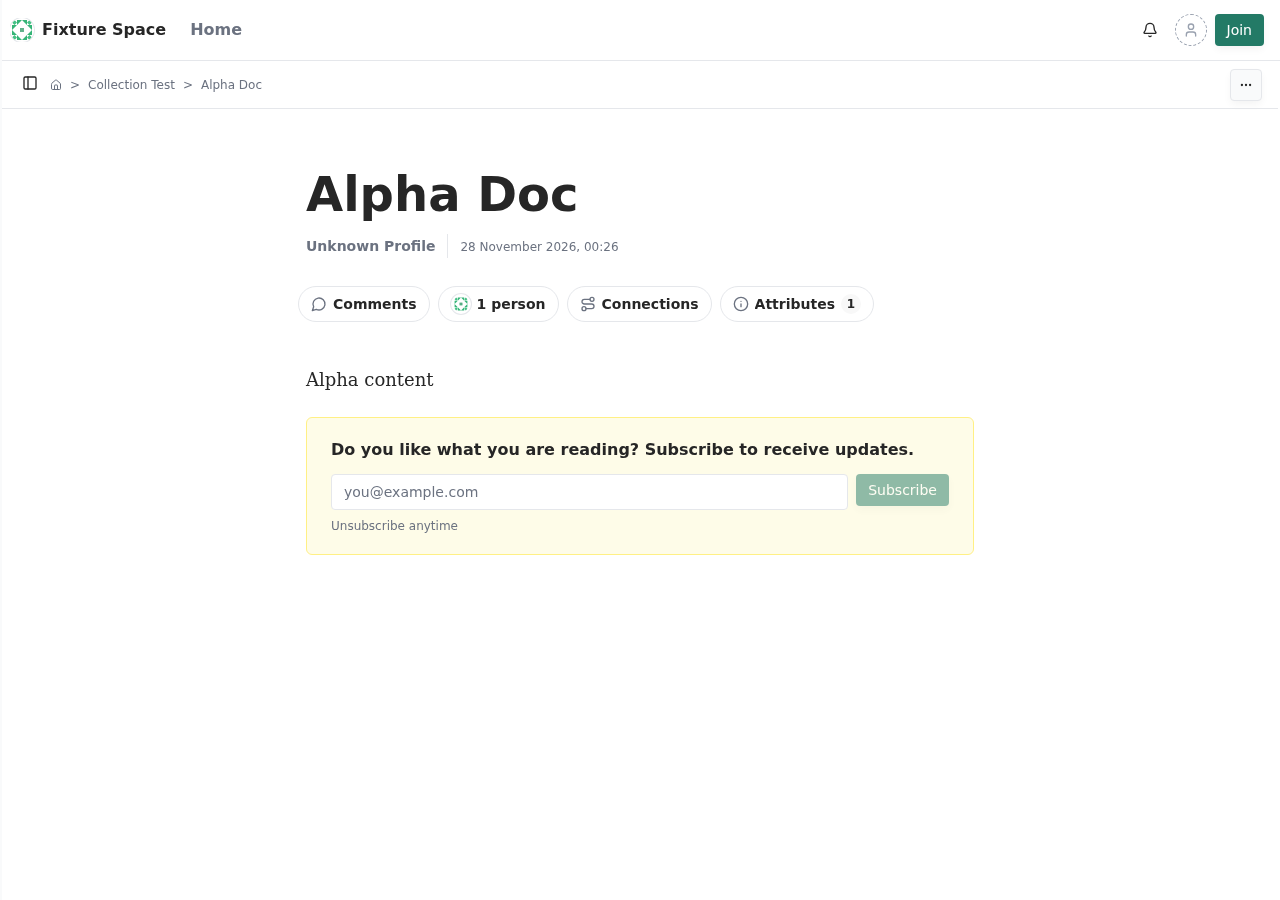 Fixture Space Home Join
> Collection Test > Alpha Doc
Alpha Doc
Unknown Profile 28 November 2026, 00:26
Comments 1 person Connections Attributes 1
Alpha content
Do you like what you are reading? Subscribe to receive updates.
you@example.com Subscribe
Unsubscribe anytime